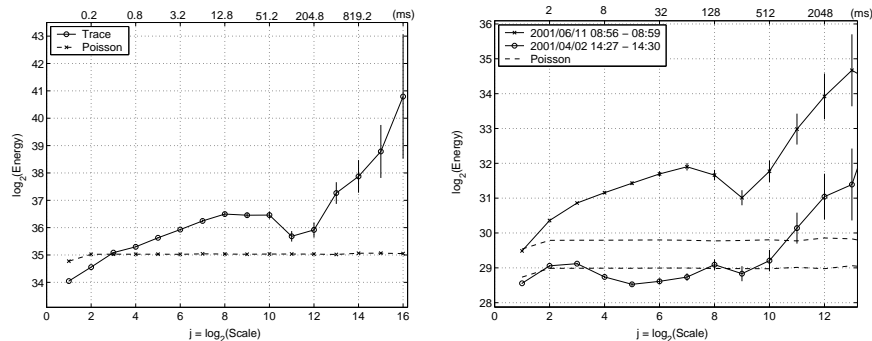 0.2 0.8 3.2 12.8 51.2 204.8 819.2 (ms)
Trace
Poisson
43
42
41
40
39
38
37
36
35
34
log2(Energy)
0 2 4 6 8 10 12 14 16
j = log2(Scale)
2 8 32 128 512 2048 (ms)
2001/06/11 08:56 − 08:59
2001/04/02 14:27 − 14:30
Poisson
36
35
34
33
32
31
30
29
28
log2(Energy)
0 2 4 6 8 10 12
j = log2(Scale)